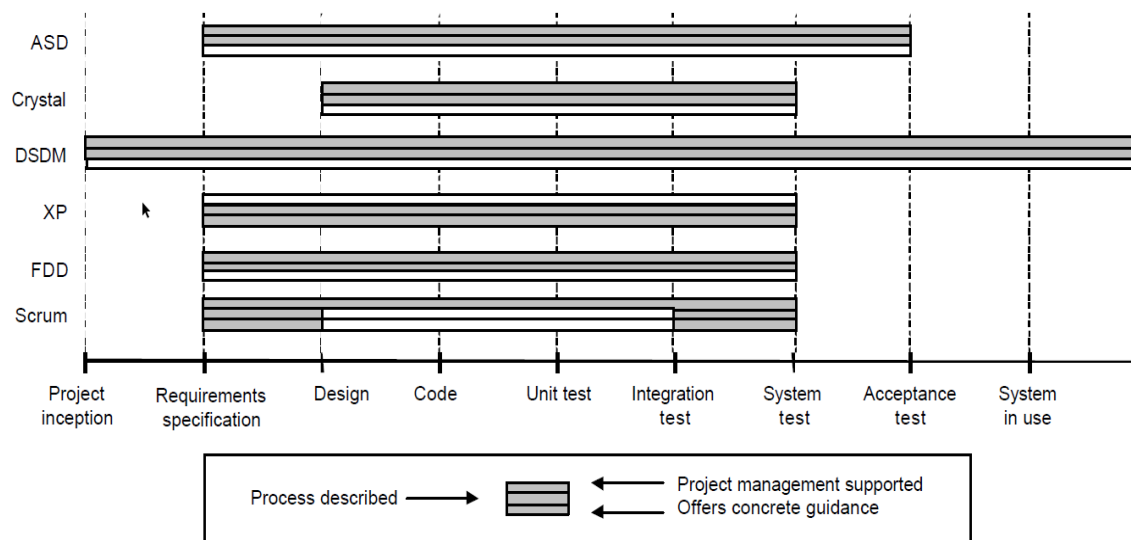 ASD
Crystal
DSDM
XP
FDD
Scrum
Project
inception
Requirements
specification
Design
Code
Unit test
Integration
test
System
test
Acceptance
test
System
in use
Process described
Project management supported
Offers concrete guidance